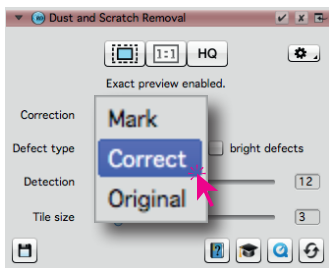 Dust and Scratch Removal
1:1 HQ
Exact preview enabled.
Correction
Mark
Defect type
Correct
bright defects
Detection
12
Original
Tile size
3